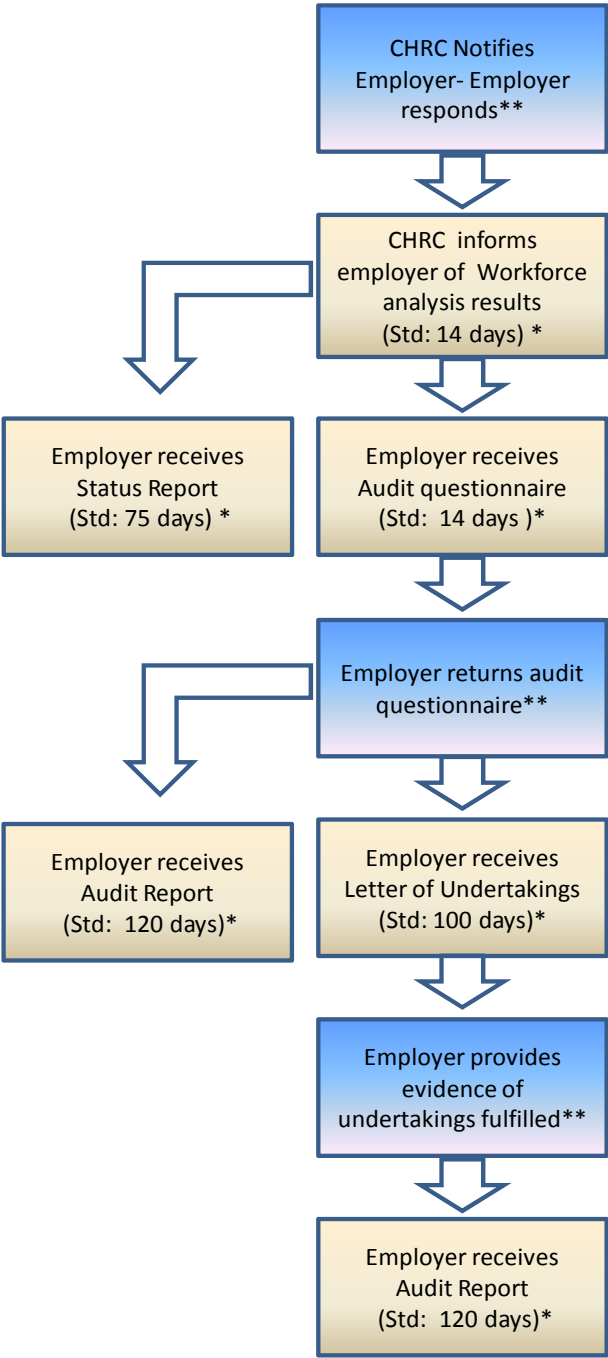 CHRC Notifies
Employer- Employer
responds**
CHRC  informs
employer of  Workforce
analysis results
(Std: 14 days) *
Employer receives
Status Report
(Std: 75 days) *
Employer receives
Audit questionnaire
(Std:  14 days )*
Employer returns audit
questionnaire**
Employer receives
Audit Report
(Std:  120 days)*
Employer receives
Letter of Undertakings
(Std: 100 days)*
Employer provides
evidence of
undertakings fulfilled**
Employer receives
Audit Report
(Std:  120 days)*